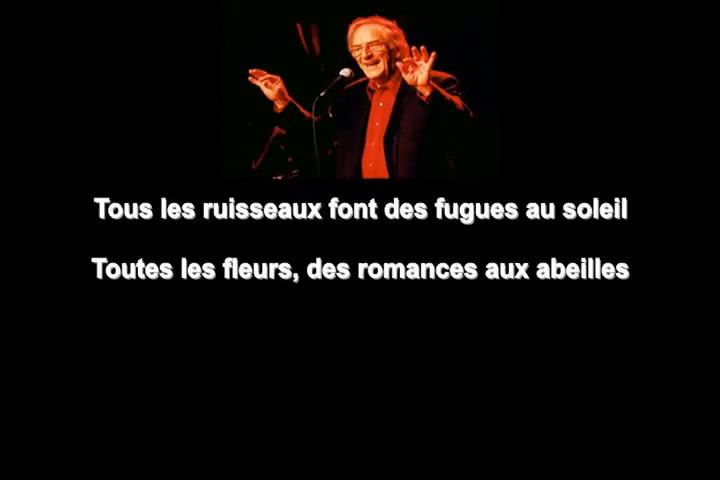 Tous les ruisseaux font des fugues au soleil
Toutes les fleurs, des romances aux abeilles